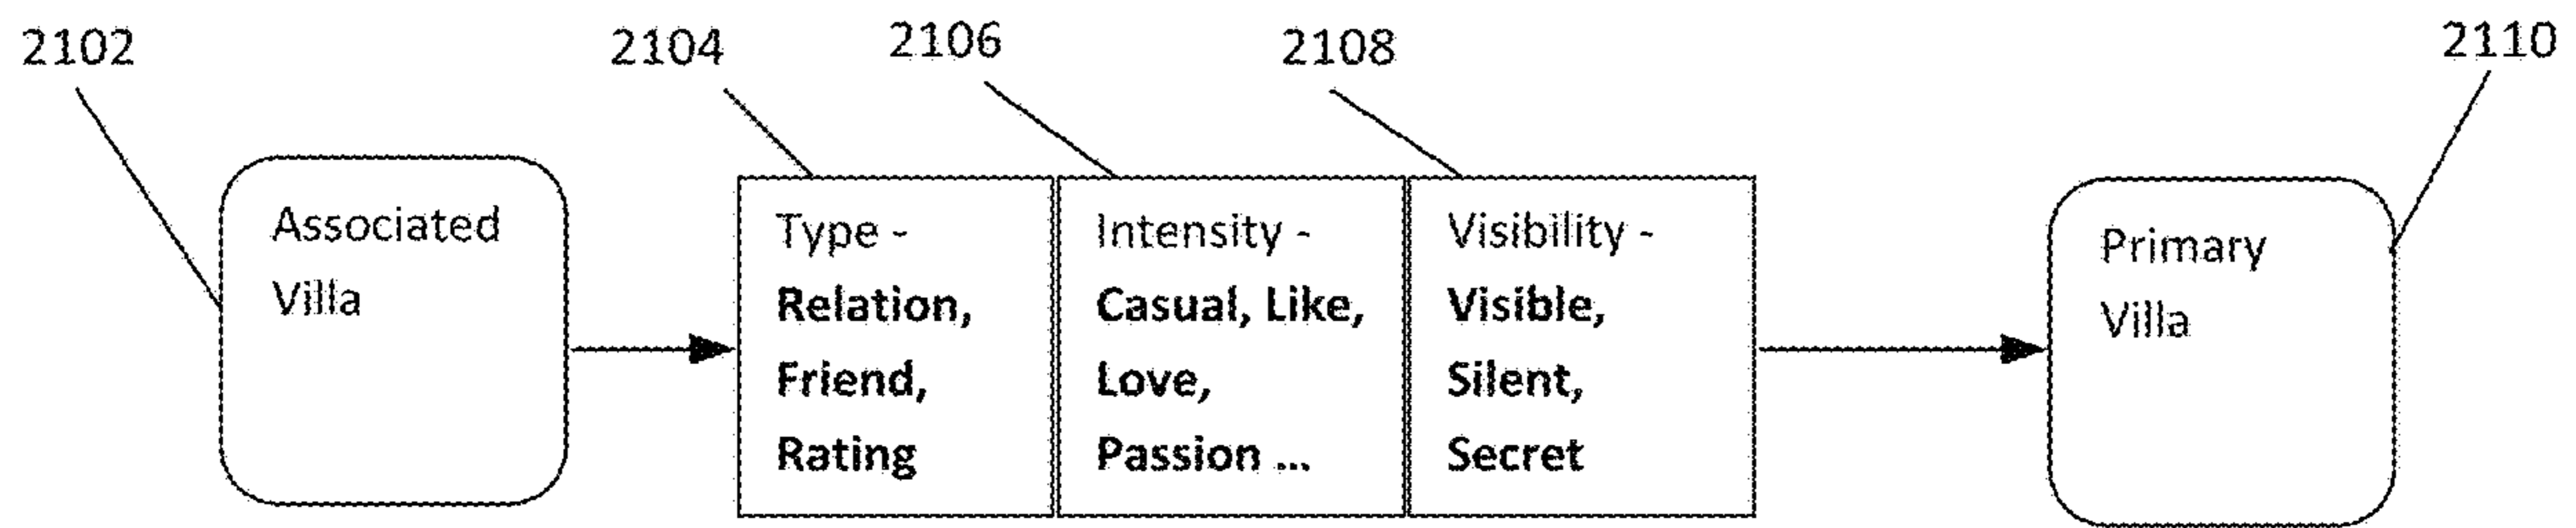 2102
2104
2106
2108
2110
Associated
Villa
Type -
Relation,
Friend,
Rating
Intensity -
Casual, Like,
Love,
Passion ...
Visibility -
Visible,
Silent,
Secret
Primary
Villa